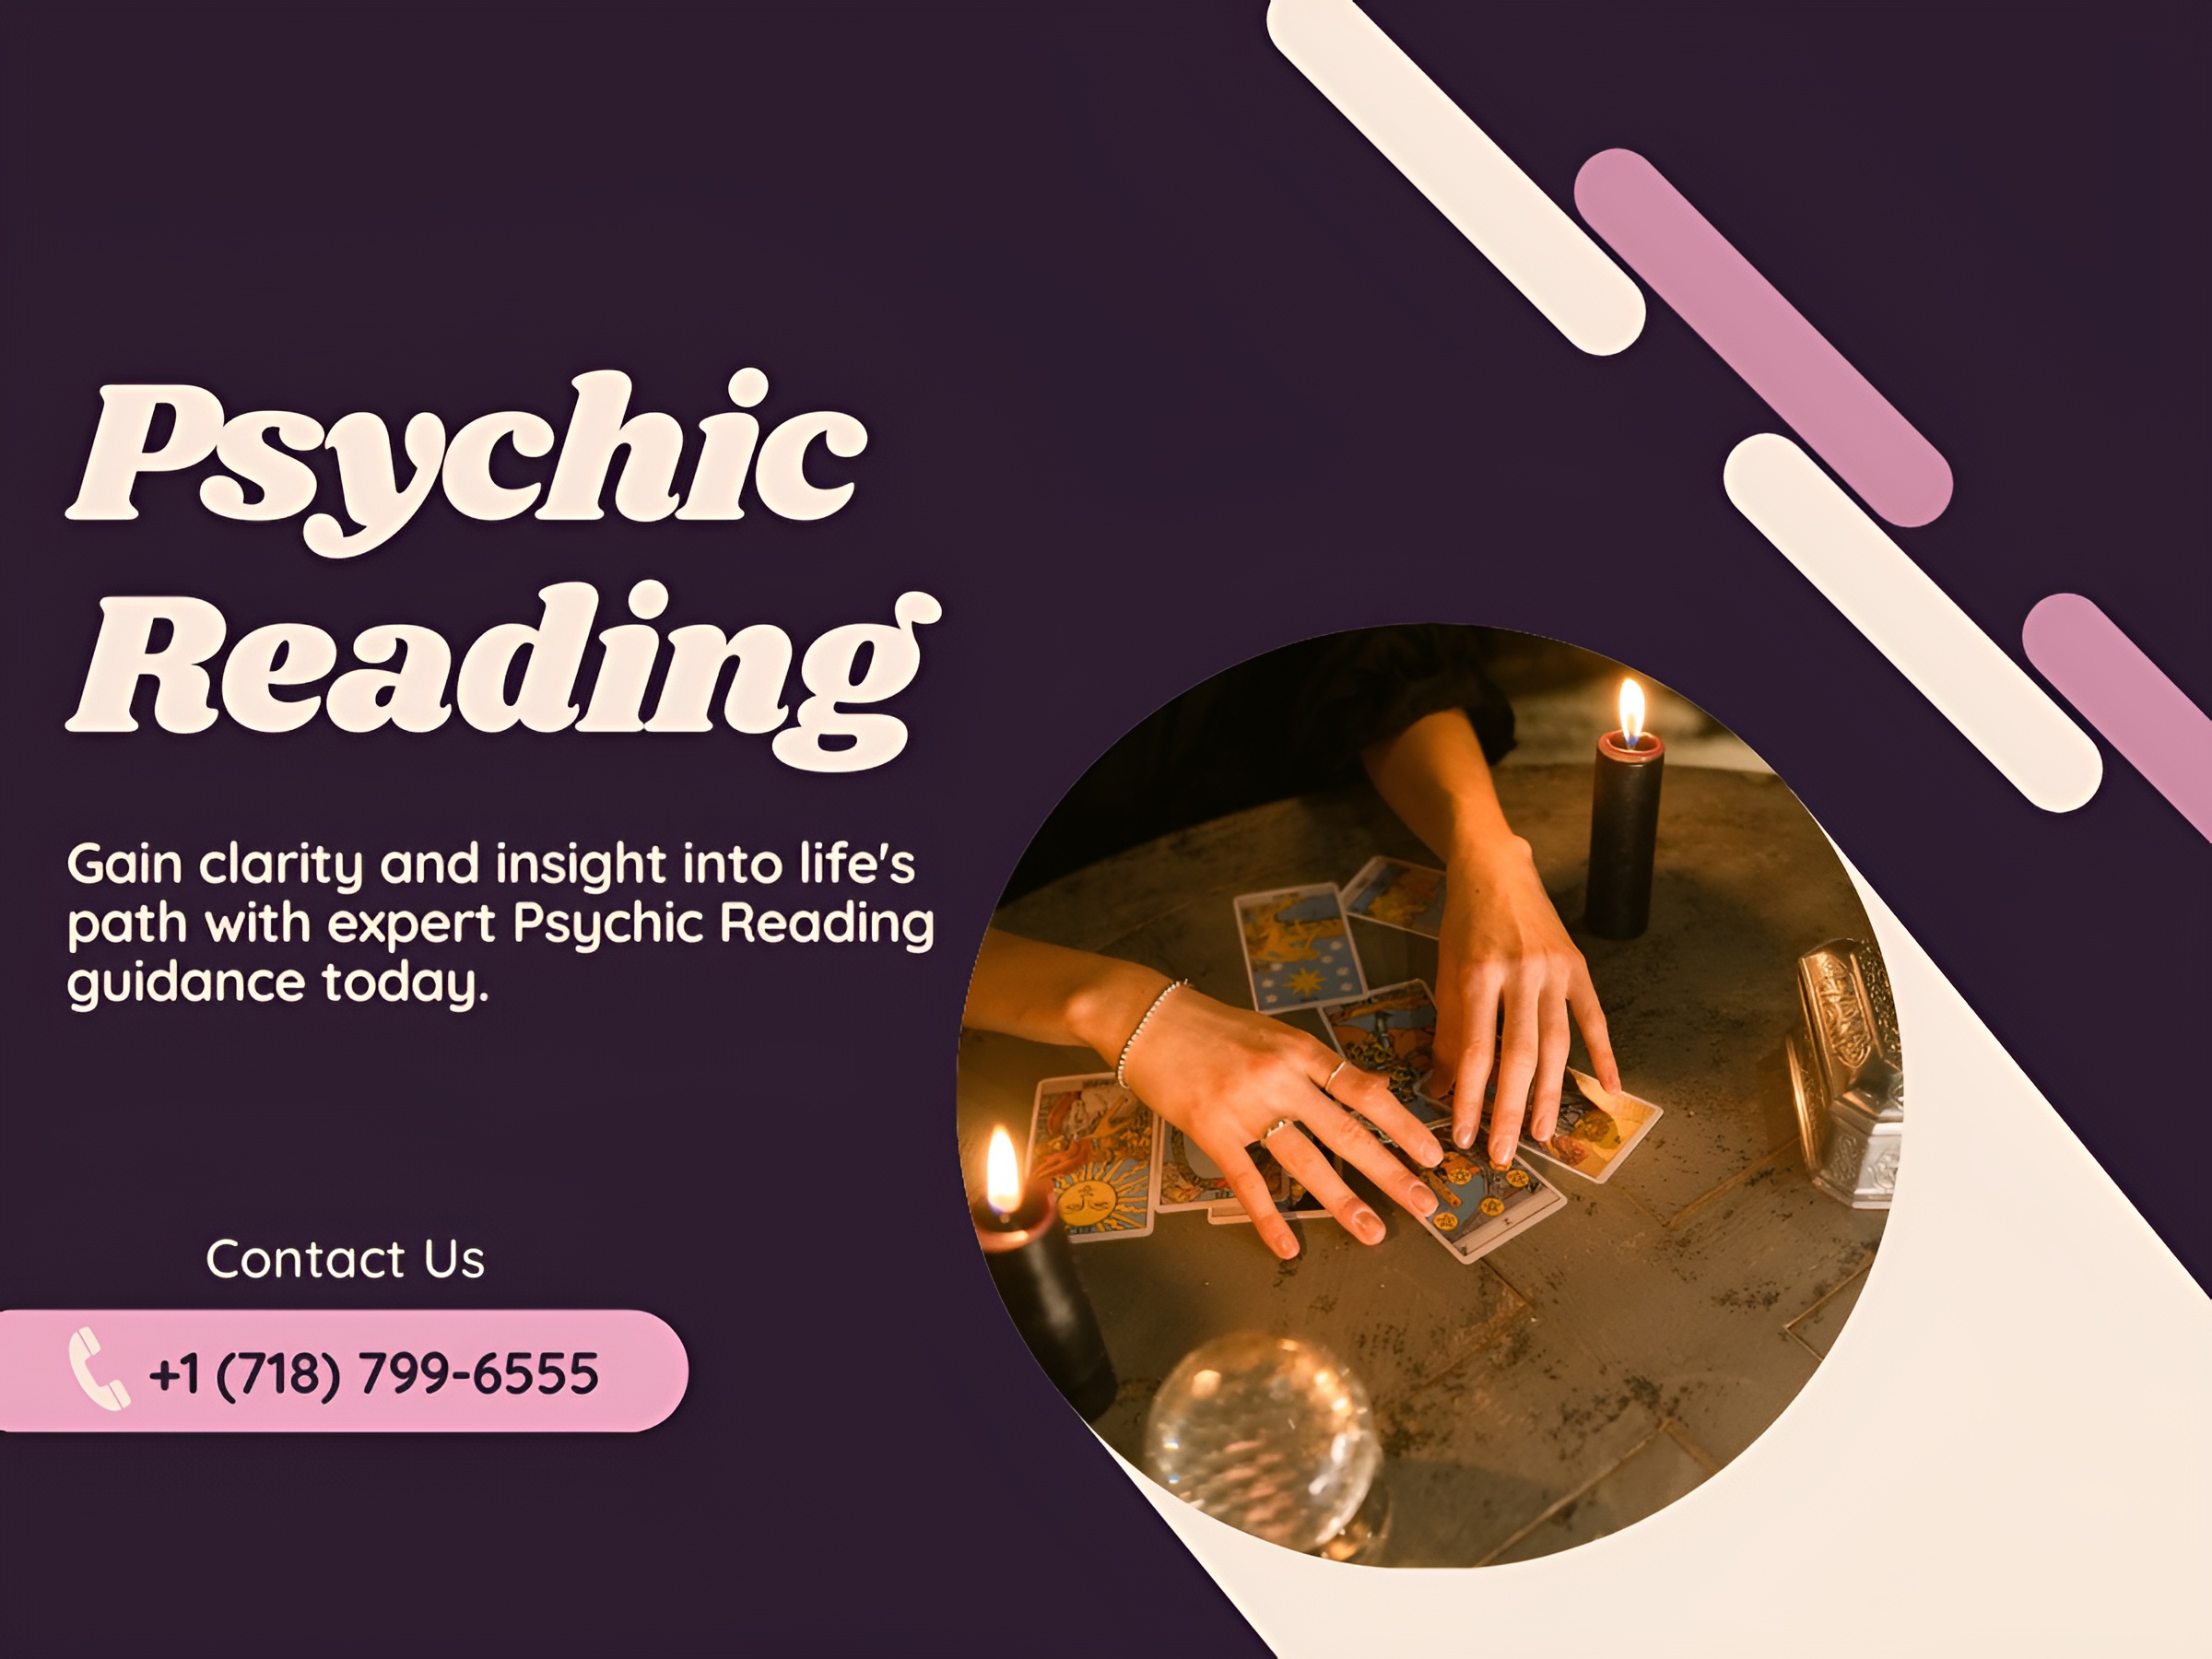 Psychic
Reading
Gain clarity and insight into life's
path with expert Psychic Reading
guidance today.
Contact Us
+1 (718) 799-6555